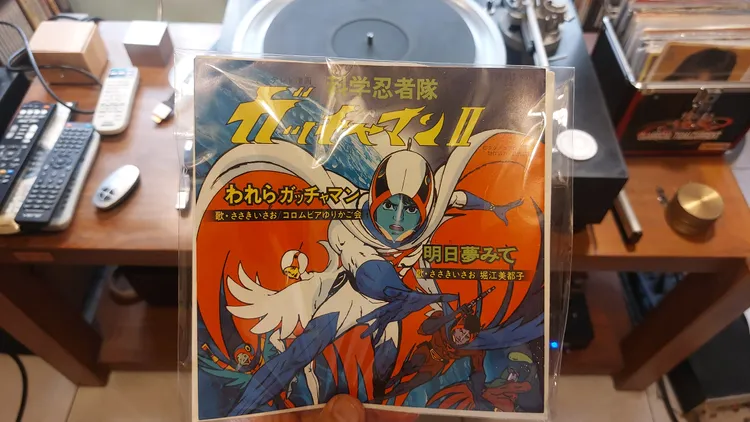 科学忍者隊
ガッチャマンII
われらガッチャマン
歌・ささきいさお/コロムビアゆりかご会
明日夢みて
歌・ささきいさお 堀江美都子